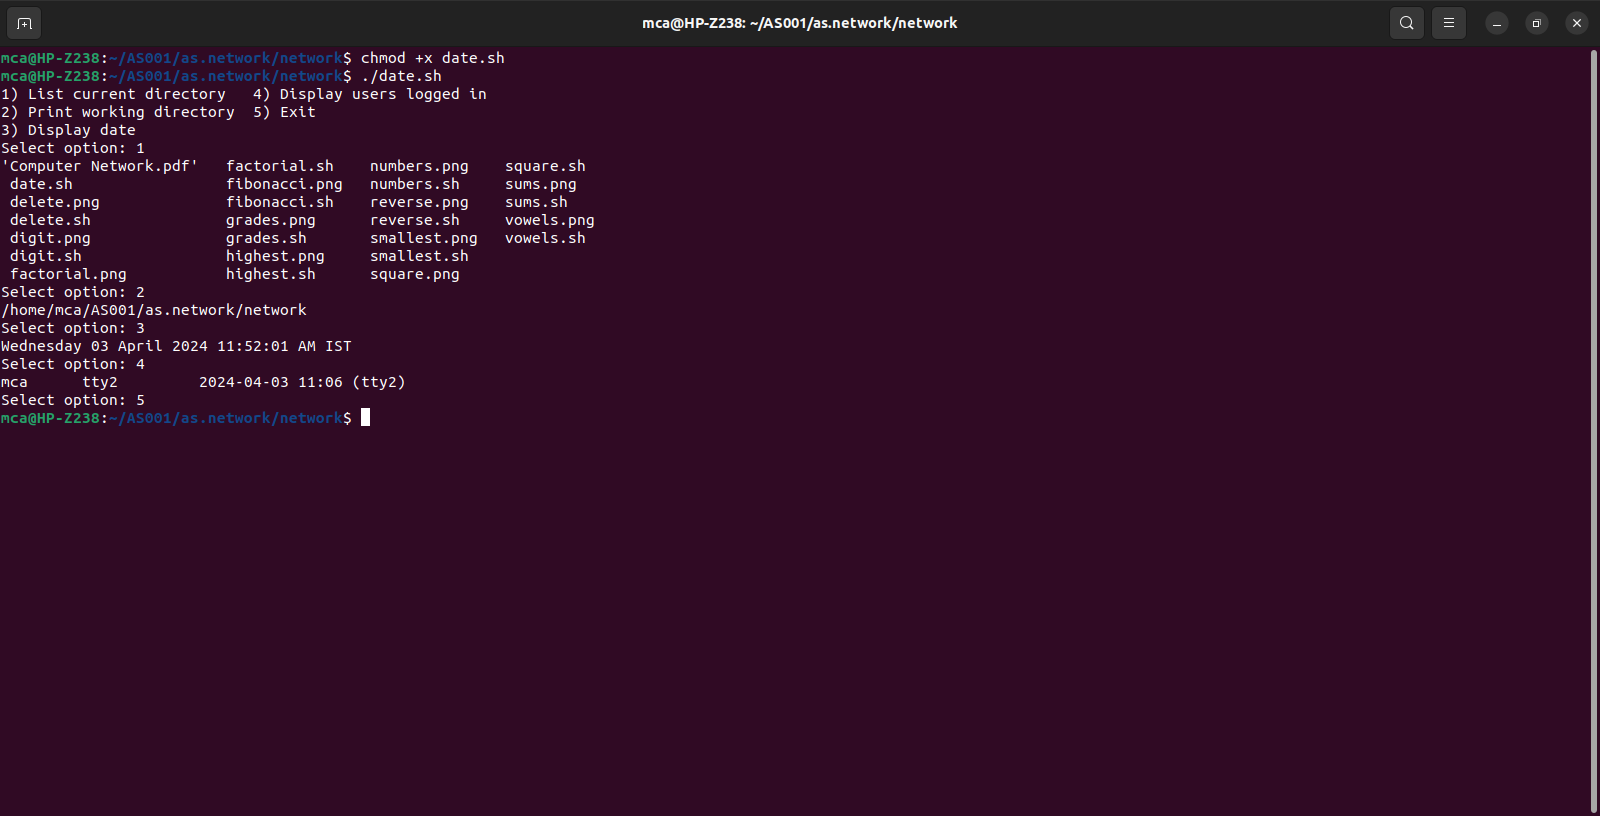 mca@HP-Z238: ~/AS001/as.network/network
mca@HP-Z238:~/AS001/as.network/network$ chmod +x date.sh
mca@HP-Z238:~/AS001/as.network/network$ ./date.sh
1) List current directory   4) Display users logged in
2) Print working directory  5) Exit
3) Display date
Select option: 1
'Computer Network.pdf'   factorial.sh    numbers.png    square.sh
 date.sh                 fibonacci.png   numbers.sh     sums.png
 delete.png              fibonacci.sh    reverse.png    sums.sh
 delete.sh               grades.png      reverse.sh     vowels.png
 digit.png               grades.sh       smallest.png   vowels.sh
 digit.sh                highest.png     smallest.sh
 factorial.png           highest.sh      square.png
Select option: 2
/home/mca/AS001/as.network/network
Select option: 3
Wednesday 03 April 2024 11:52:01 AM IST
Select option: 4
mca      tty2         2024-04-03 11:06 (tty2)
Select option: 5
mca@HP-Z238:~/AS001/as.network/network$